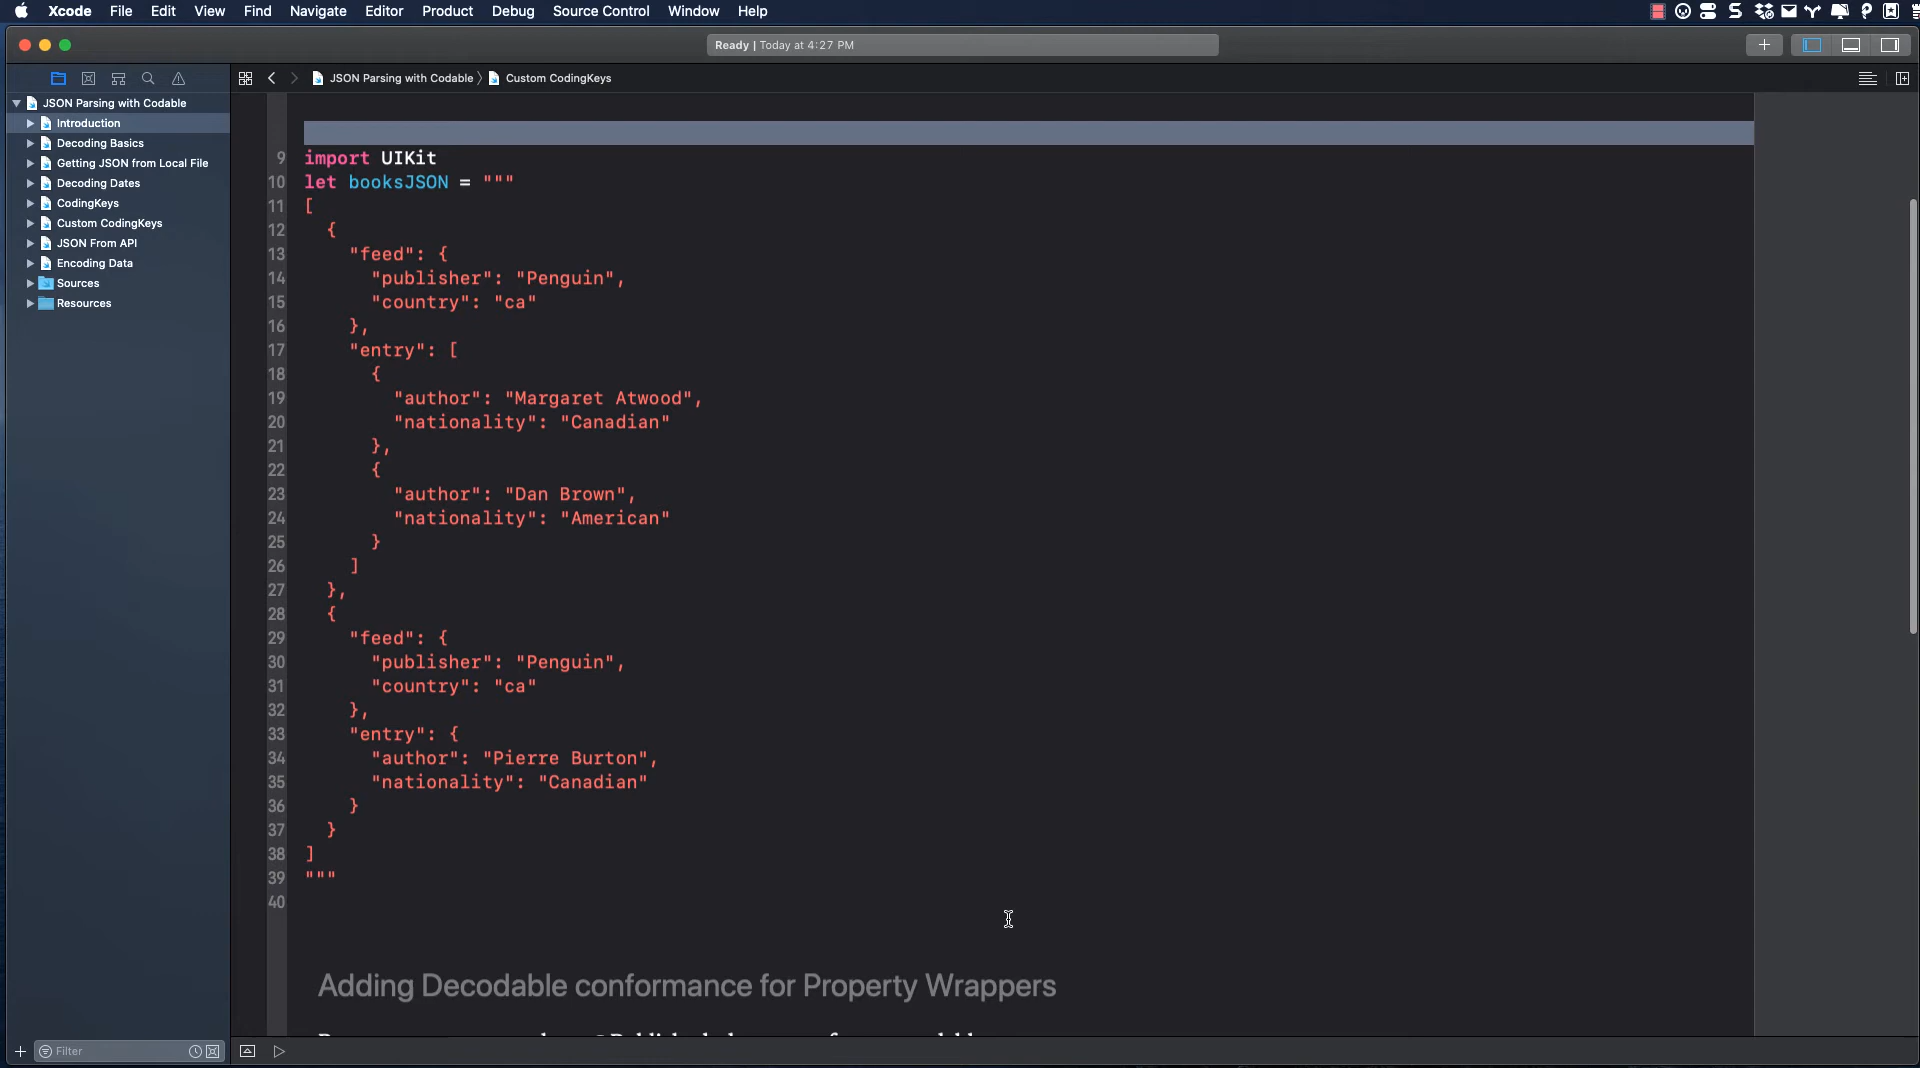 Xcode File Edit View Find Navigate Editor Product Debug Source Control Window Help
Ready | Today at 4:27 PM
JSON Parsing with Codable 〉 Custom CodingKeys
JSON Parsing with Codable
Introduction
Decoding Basics
Getting JSON from Local File
Decoding Dates
CodingKeys
Custom CodingKeys
JSON From API
Encoding Data
Sources
Resources
9 import UIKit
10 let booksJSON = """
11 [
12 {
13 "feed": {
14 "publisher": "Penguin",
15 "country": "ca"
16 },
17 "entry": [
18 {
19 "author": "Margaret Atwood",
20 "nationality": "Canadian"
21 },
22 {
23 "author": "Dan Brown",
24 "nationality": "American"
25 }
26 ]
27 },
28 {
29 "feed": {
30 "publisher": "Penguin",
31 "country": "ca"
32 },
33 "entry": {
34 "author": "Pierre Burton",
35 "nationality": "Canadian"
36 }
37 }
38 ]
39 """
40
Adding Decodable conformance for Property Wrappers
Filter